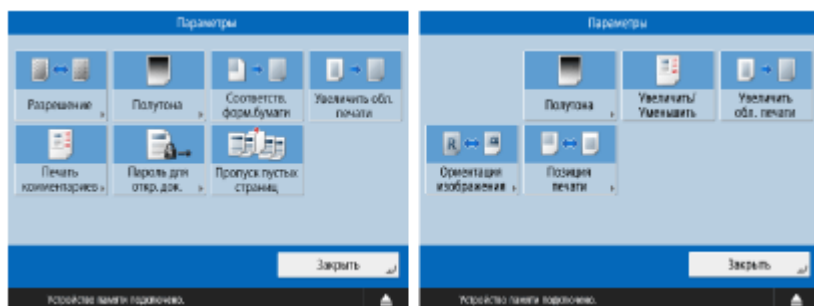 Параметры
Разрешение
Полутона
Соответств.
форм.бумаги
Увеличить обл.
печати
Печать
комментариев
Пароль для
откр. док.
Пропуск пустых
страниц
Закрыть
Устройство памяти подключено.
Параметры
Полутона
Увеличить/
Уменьшить
Увеличить
обл. печати
Ориентация
изображения
Позиция
печати
Закрыть
Устройство памяти подключено.